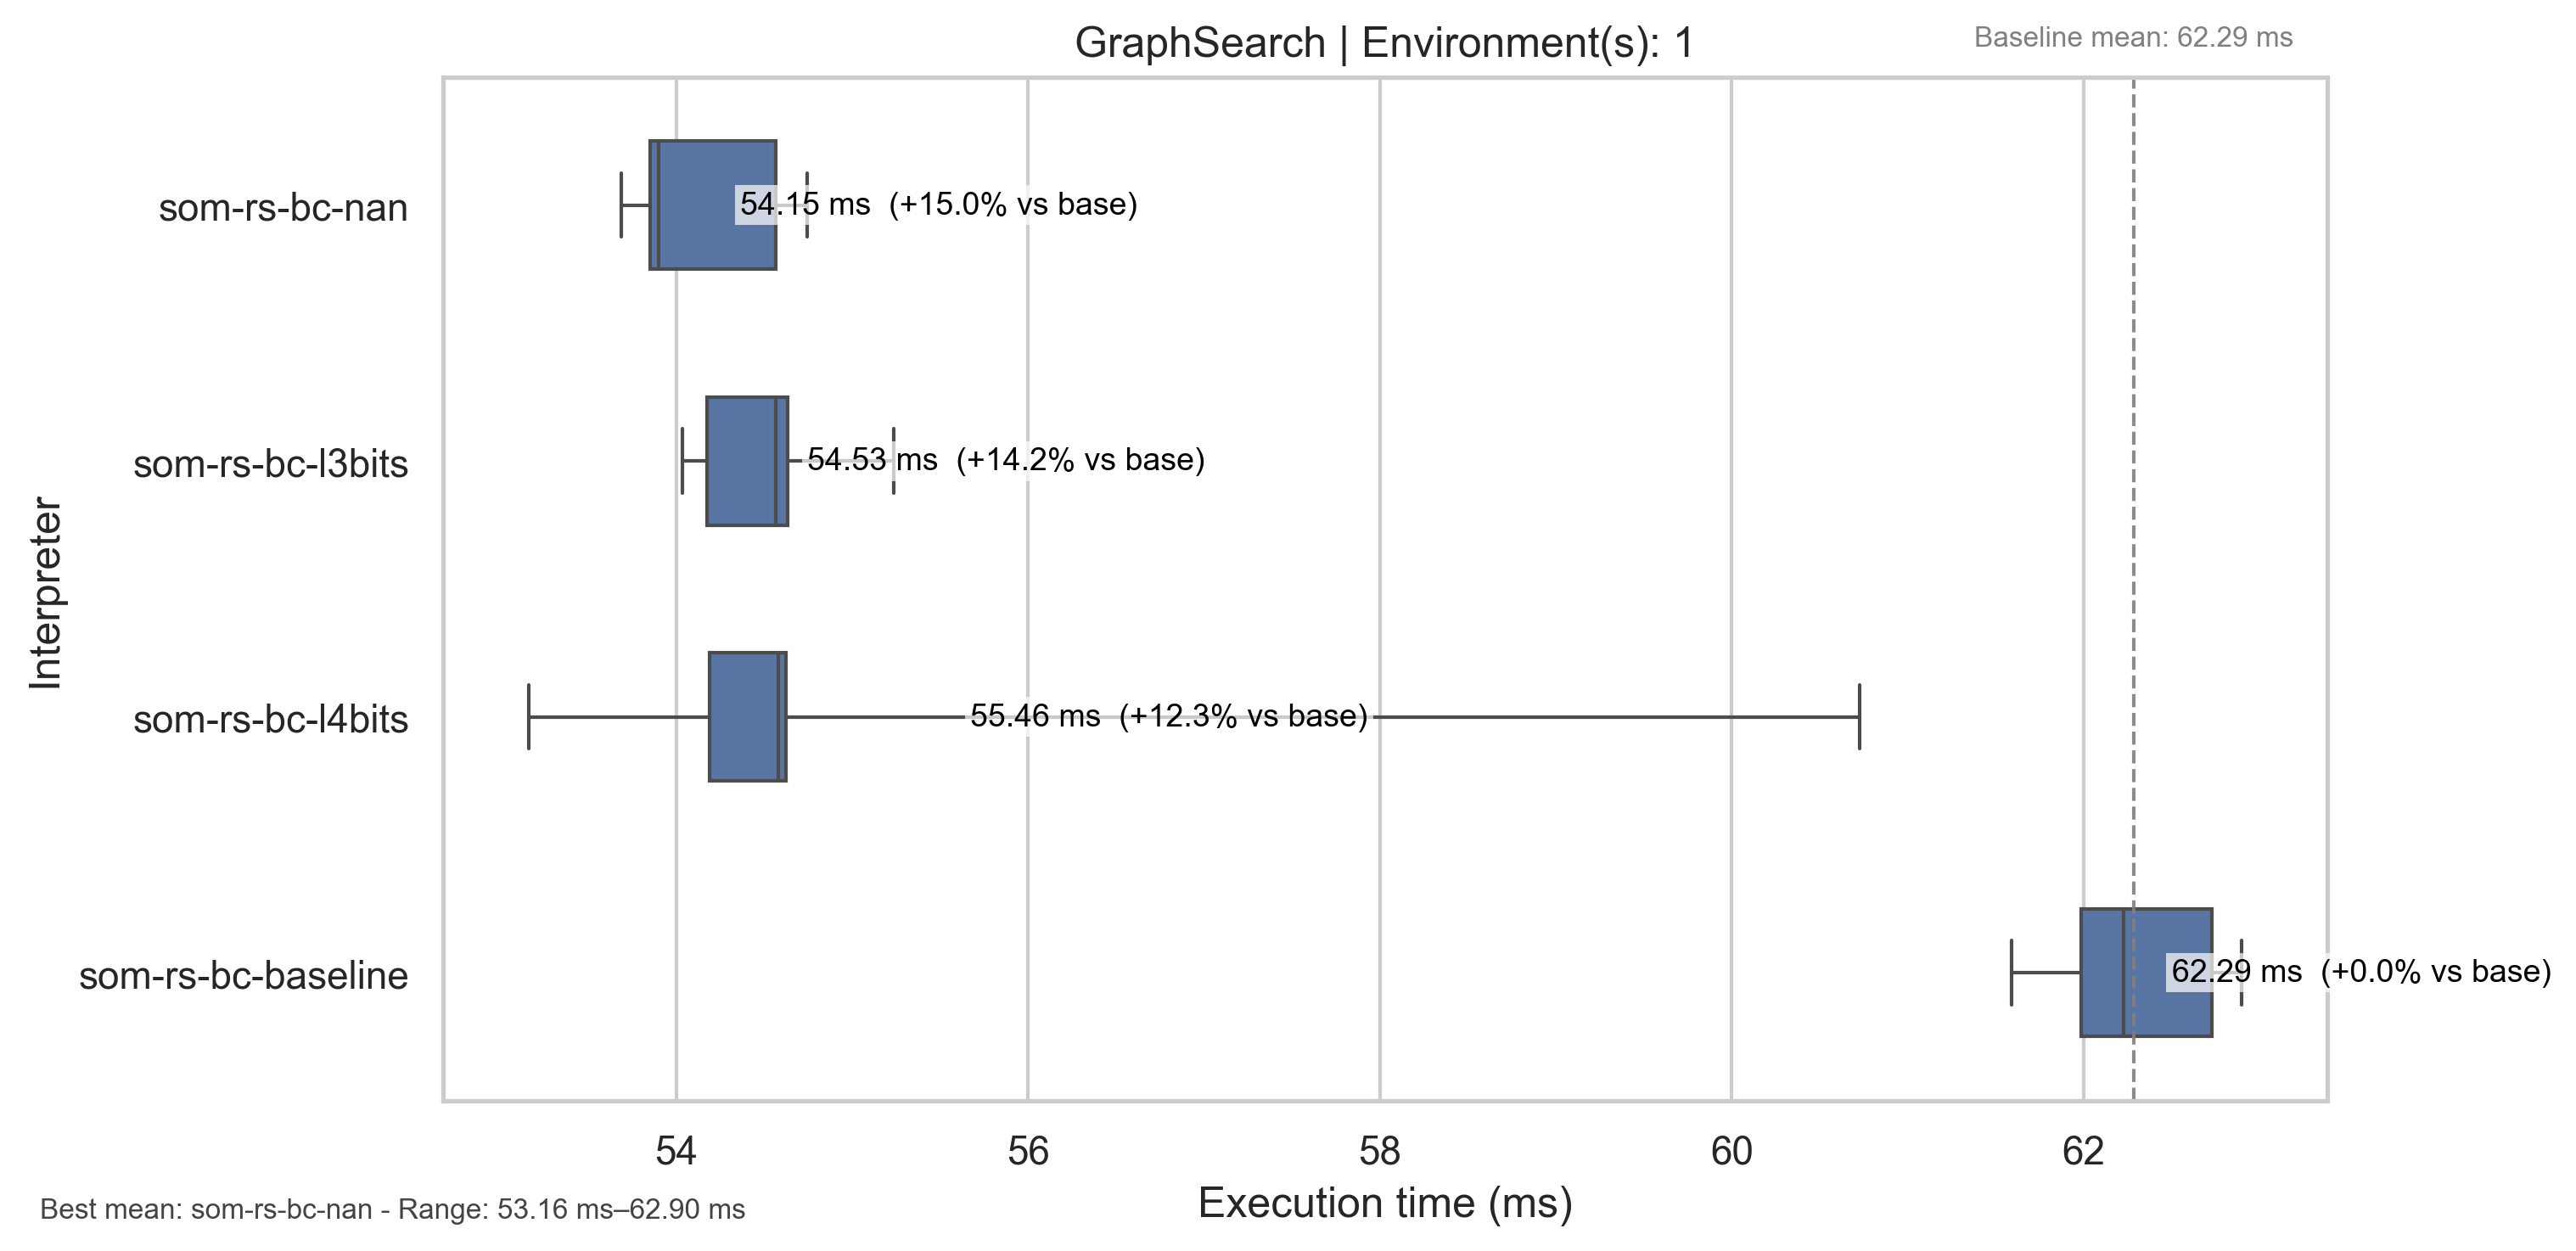 GraphSearch | Environment(s): 1
Baseline mean: 62.29 ms
Interpreter
som-rs-bc-nan
54.15 ms (+15.0% vs base)
som-rs-bc-l3bits
54.53 ms (+14.2% vs base)
som-rs-bc-l4bits
55.46 ms (+12.3% vs base)
som-rs-bc-baseline
62.29 ms (+0.0% vs base)
54 56 58 60 62
Execution time (ms)
Best mean: som-rs-bc-nan - Range: 53.16 ms–62.90 ms